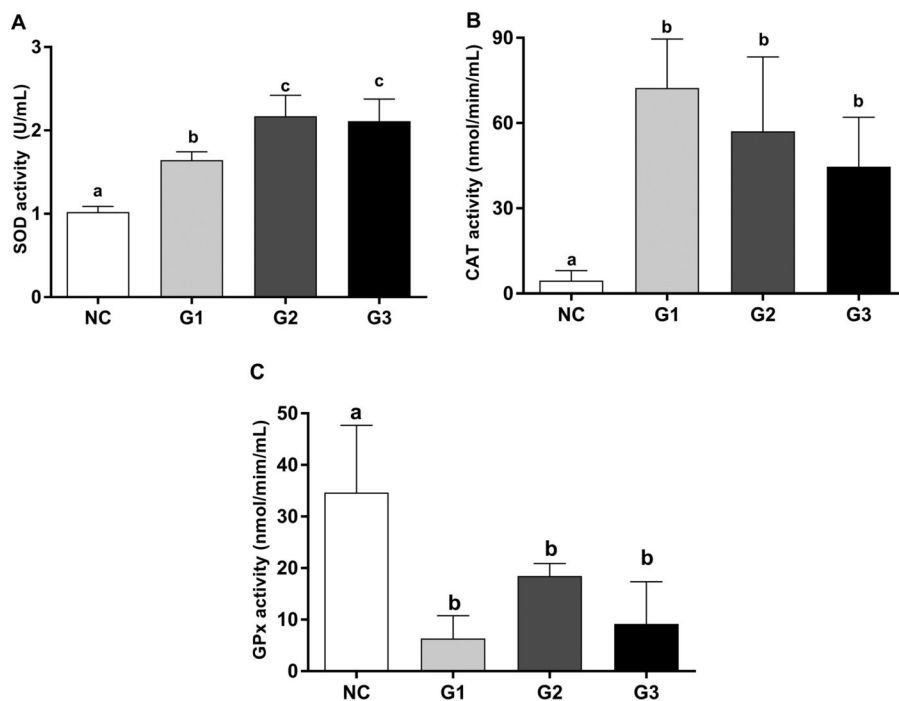 A
SOD activity (U/mL)
3
2
1
0
a
b
c
c
NC G1 G2 G3
B
CAT activity (nmol/mim/mL)
90
60
30
0
a
b
b
b
NC G1 G2 G3
C
GPx activity (nmol/mim/mL)
50
40
30
20
10
0
a
b
b
b
NC G1 G2 G3